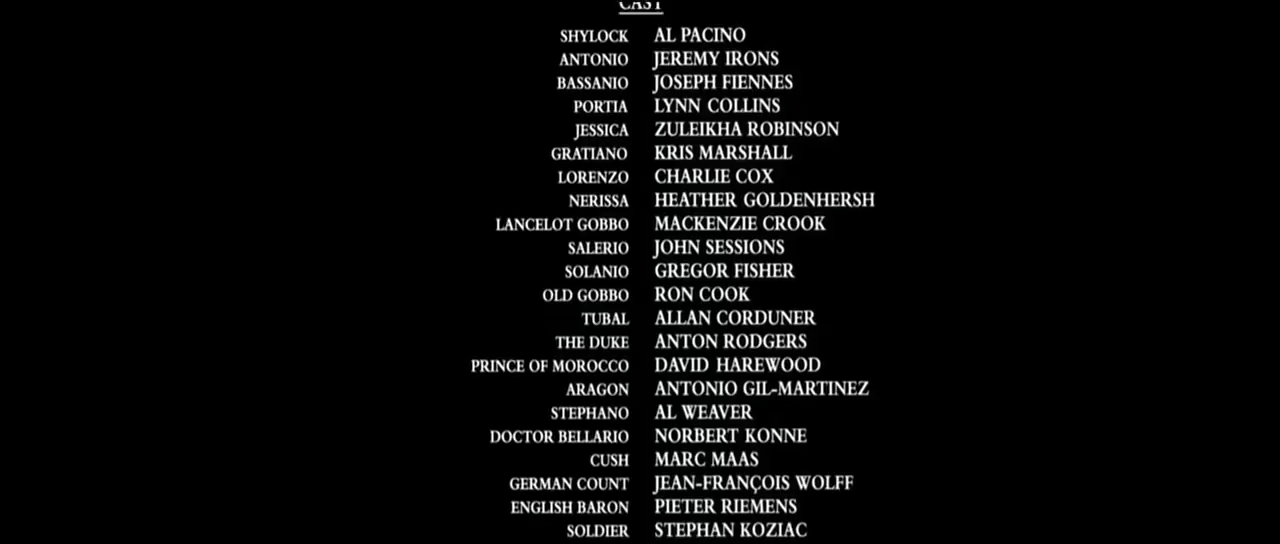 CAST
SHYLOCK AL PACINO
ANTONIO JEREMY IRONS
BASSANIO JOSEPH FIENNES
PORTIA LYNN COLLINS
JESSICA ZULEIKHA ROBINSON
GRATIANO KRIS MARSHALL
LORENZO CHARLIE COX
NERISSA HEATHER GOLDENHERSH
LANCELOT GOBBO MACKENZIE CROOK
SALERIO JOHN SESSIONS
SOLANIO GREGOR FISHER
OLD GOBBO RON COOK
TUBAL ALLAN CORDUNER
THE DUKE ANTON RODGERS
PRINCE OF MOROCCO DAVID HAREWOOD
ARAGON ANTONIO GIL-MARTINEZ
STEPHANO AL WEAVER
DOCTOR BELLARIO NORBERT KONNE
CUSH MARC MAAS
GERMAN COUNT JEAN-FRANÇOIS WOLFF
ENGLISH BARON PIETER RIEMENS
SOLDIER STEPHAN KOZIAC